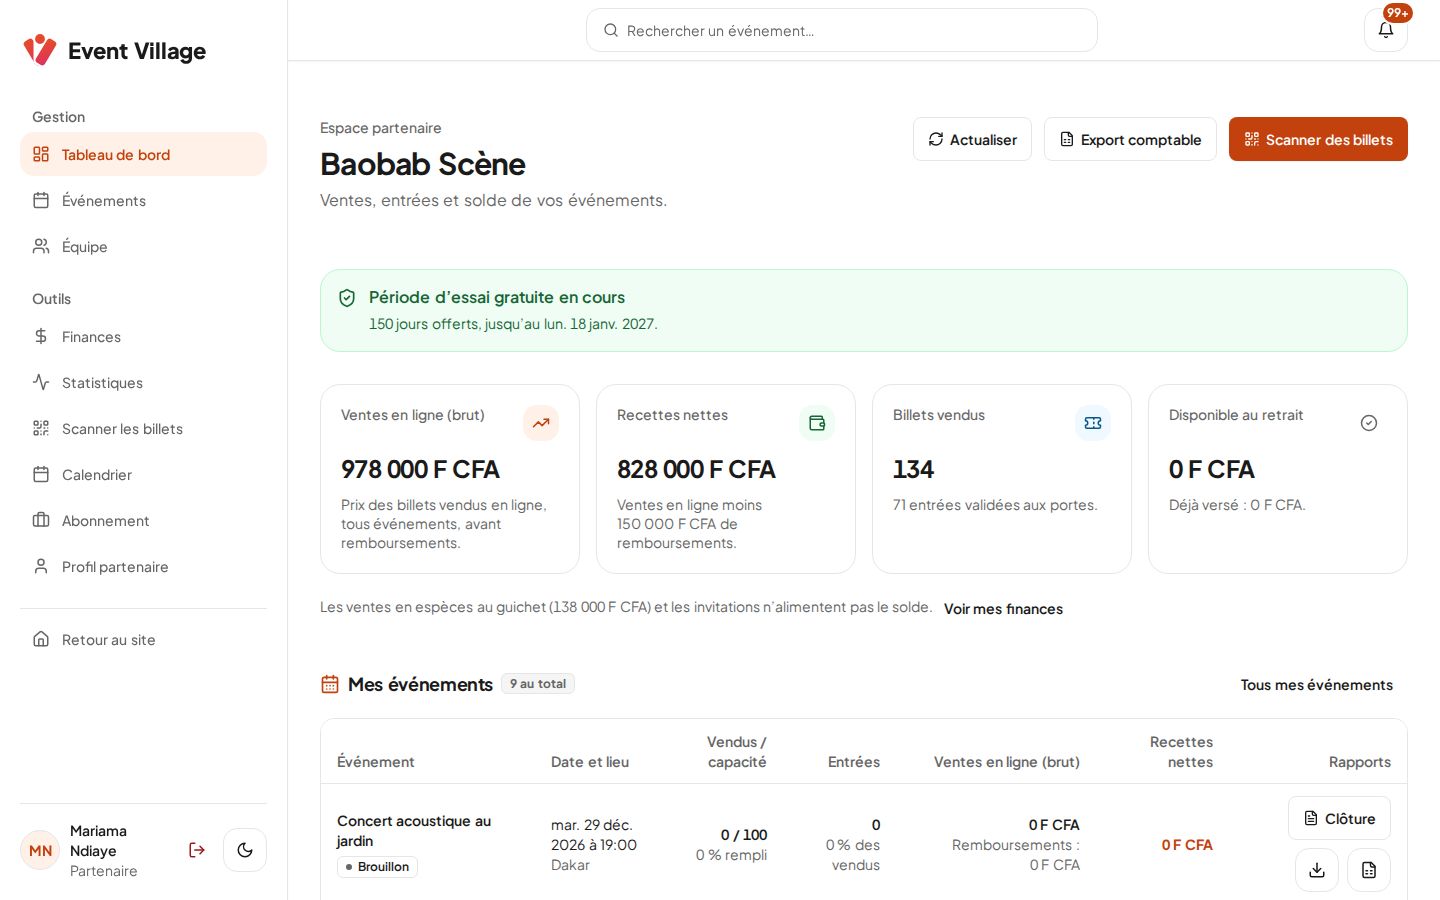 Event Village
Gestion
Tableau de bord
Événements
Équipe
Outils
Finances
Statistiques
Scanner les billets
Calendrier
Abonnement
Profil partenaire
Retour au site
MN
Mariama
Ndiaye
Partenaire
Rechercher un événement...
99+
Espace partenaire
Baobab Scène
Ventes, entrées et solde de vos événements.
Actualiser
Export comptable
Scanner des billets
Période d'essai gratuite en cours
150 jours offerts, jusqu'au lun. 18 janv. 2027.
Ventes en ligne (brut)
978 000 F CFA
Prix des billets vendus en ligne,
tous événements, avant
remboursements.
Recettes nettes
828 000 F CFA
Ventes en ligne moins
150 000 F CFA de
remboursements.
Billets vendus
134
71 entrées validées aux portes.
Disponible au retrait
0 F CFA
Déjà versé : 0 F CFA.
Les ventes en espèces au guichet (138 000 F CFA) et les invitations n'alimentent pas le solde. Voir mes finances
Mes événements 9 au total
Tous mes événements
Événement
Date et lieu
Vendus /
capacité
Entrées
Ventes en ligne (brut)
Recettes
nettes
Rapports
Concert acoustique au
jardin
Brouillon
mar. 29 déc.
2026 à 19:00
Dakar
0 / 100
0 % rempli
0
0 % des
vendus
0 F CFA
Remboursements :
0 F CFA
0 F CFA
Clôture